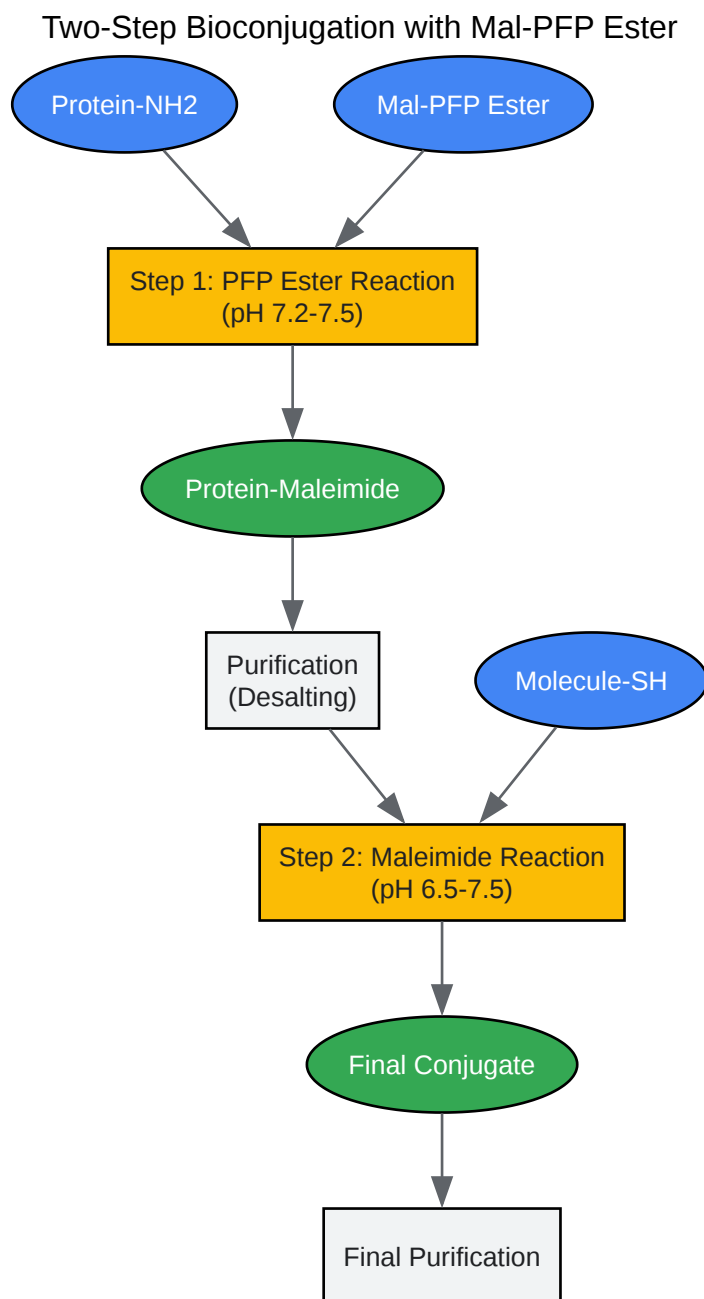 Two-Step Bioconjugation with Mal-PFP Ester
Protein-NH2
Mal-PFP Ester
Step 1: PFP Ester Reaction
(pH 7.2-7.5)
Protein-Maleimide
Purification
(Desalting)
Molecule-SH
Step 2: Maleimide Reaction
(pH 6.5-7.5)
Final Conjugate
Final Purification